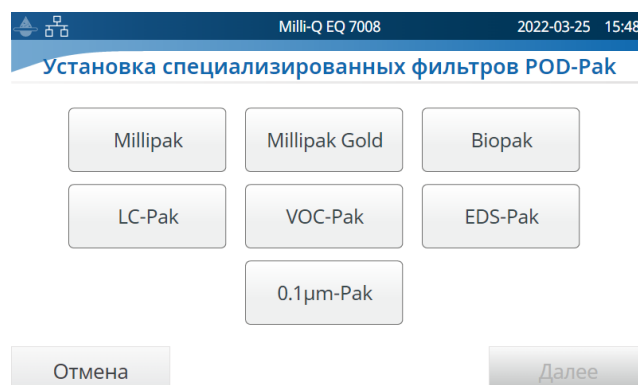 Milli-Q EQ 7008 2022-03-25 15:48
Установка специализированных фильтров POD-Pak
Millipak Millipak Gold Biopak
LC-Pak VOC-Pak EDS-Pak
0.1µm-Pak
Отмена Далее